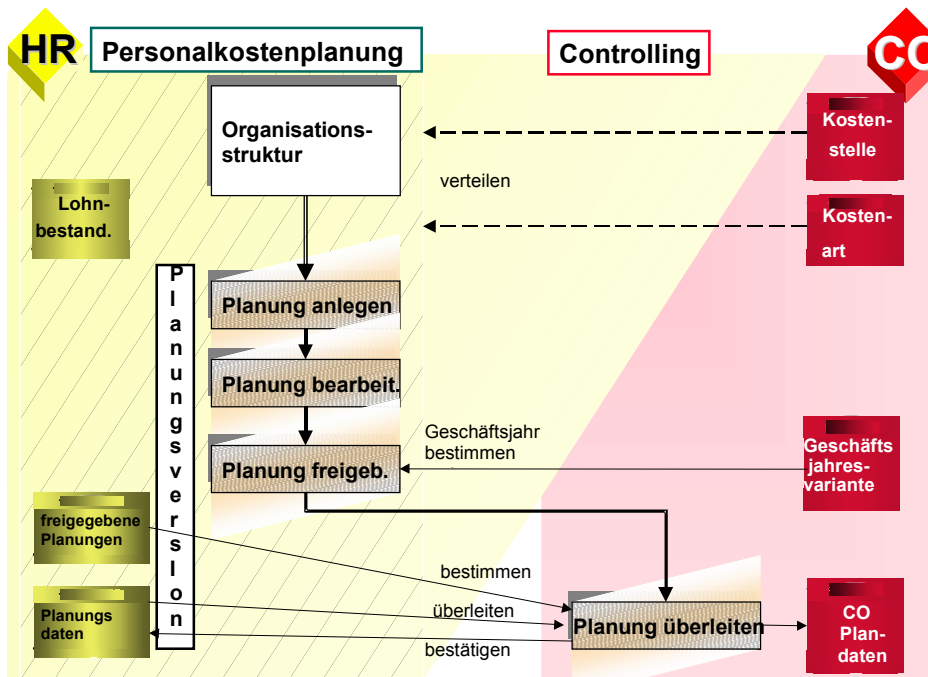 HR
Personalkostenplanung
Controlling
CO
Organisations-
struktur
Kosten-
stelle
verteilen
Lohn-
bestand.
Kosten-
art
Planungsversion
Planung anlegen
Planung bearbeit.
Geschäftsjahr
bestimmen
Planung freigeb.
Geschäfts
jahres-
variante
freigegebene
Planungen
bestimmen
überleiten
Planungs
daten
bestätigen
Planung überleiten
CO
Plan-
daten